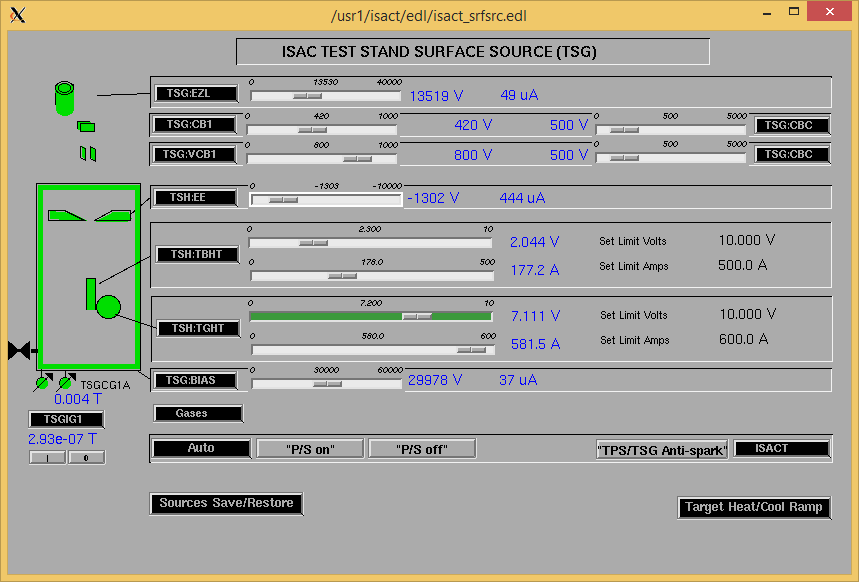 /usr1/isact/edl/isact_srfsrc.edl
ISAC TEST STAND SURFACE SOURCE (TSG)
0 13530 40000
TSG:EZL 13519 V 49 uA
0 420 1000 0 500 5000
TSG:CB1 420 V 500 V TSG:CBC
0 800 1000 0 500 5000
TSG:VCB1 800 V 500 V TSG:CBC
0 -1303 -10000
TSH:EE -1302 V 444 uA
0 2.300 10
2.044 V Set Limit Volts 10.000 V
TSH:TBHT
0 178.0 500
177.2 A Set Limit Amps 500.0 A
0 7.200 10
7.111 V Set Limit Volts 10.000 V
TSH:TGHT
0 580.0 600
581.5 A Set Limit Amps 600.0 A
0 30000 60000
TSG:BIAS 29978 V 37 uA
TSGCG1A
0.004 T
Gases
TSGIG1
2.93e-07 T
I 0
Auto "P/S on" "P/S off" "TPS/TSG Anti-spark" ISACT
Sources Save/Restore Target Heat/Cool Ramp